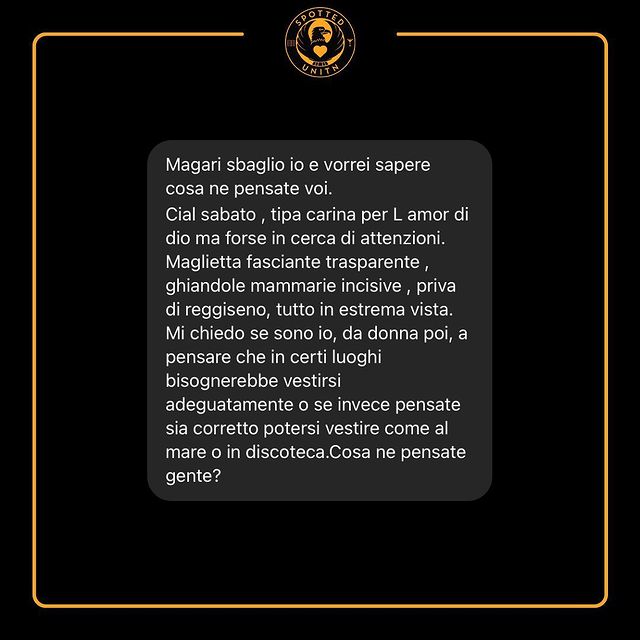 SPOTTED
UNITN
Magari sbaglio io e vorrei sapere
cosa ne pensate voi.
Cial sabato , tipa carina per L amor di
dio ma forse in cerca di attenzioni.
Maglietta fasciante trasparente ,
ghiandole mammarie incisive , priva
di reggiseno, tutto in estrema vista.
Mi chiedo se sono io, da donna poi, a
pensare che in certi luoghi
bisognerebbe vestirsi
adeguatamente o se invece pensate
sia corretto potersi vestire come al
mare o in discoteca.Cosa ne pensate
gente?